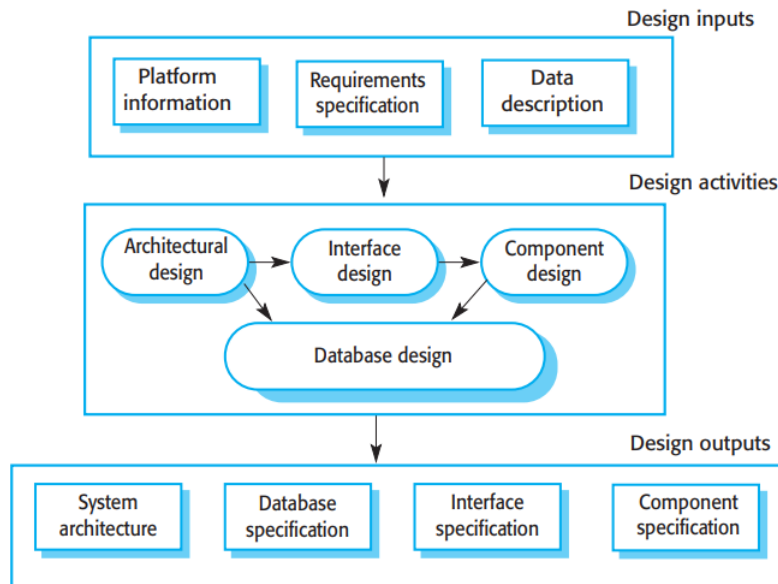 Design inputs
Platform
information
Requirements
specification
Data
description
Design activities
Architectural
design
Interface
design
Component
design
Database design
Design outputs
System
architecture
Database
specification
Interface
specification
Component
specification